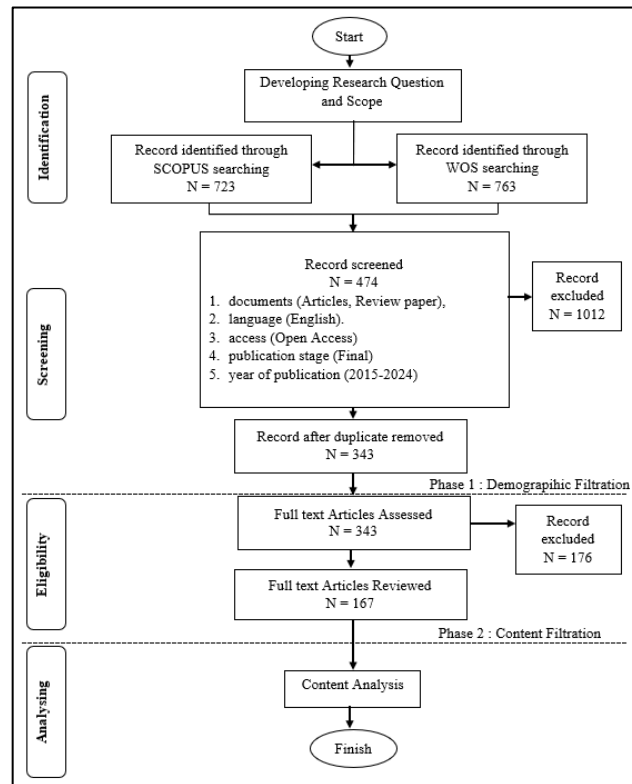 Start
Identification
Developing Research Question
and Scope
Record identified through
SCOPUS searching
N = 723
Record identified through
WOS searching
N = 763
Screening
Record screened
N = 474
1. documents (Articles, Review paper),
2. language (English).
3. access (Open Access)
4. publication stage (Final)
5. year of publication (2015-2024)
Record
excluded
N = 1012
Record after duplicate removed
N = 343
Phase 1 : Demograpihic Filtration
Eligibility
Full text Articles Assessed
N = 343
Record
excluded
N = 176
Full text Articles Reviewed
N = 167
Phase 2 : Content Filtration
Analysing
Content Analysis
Finish